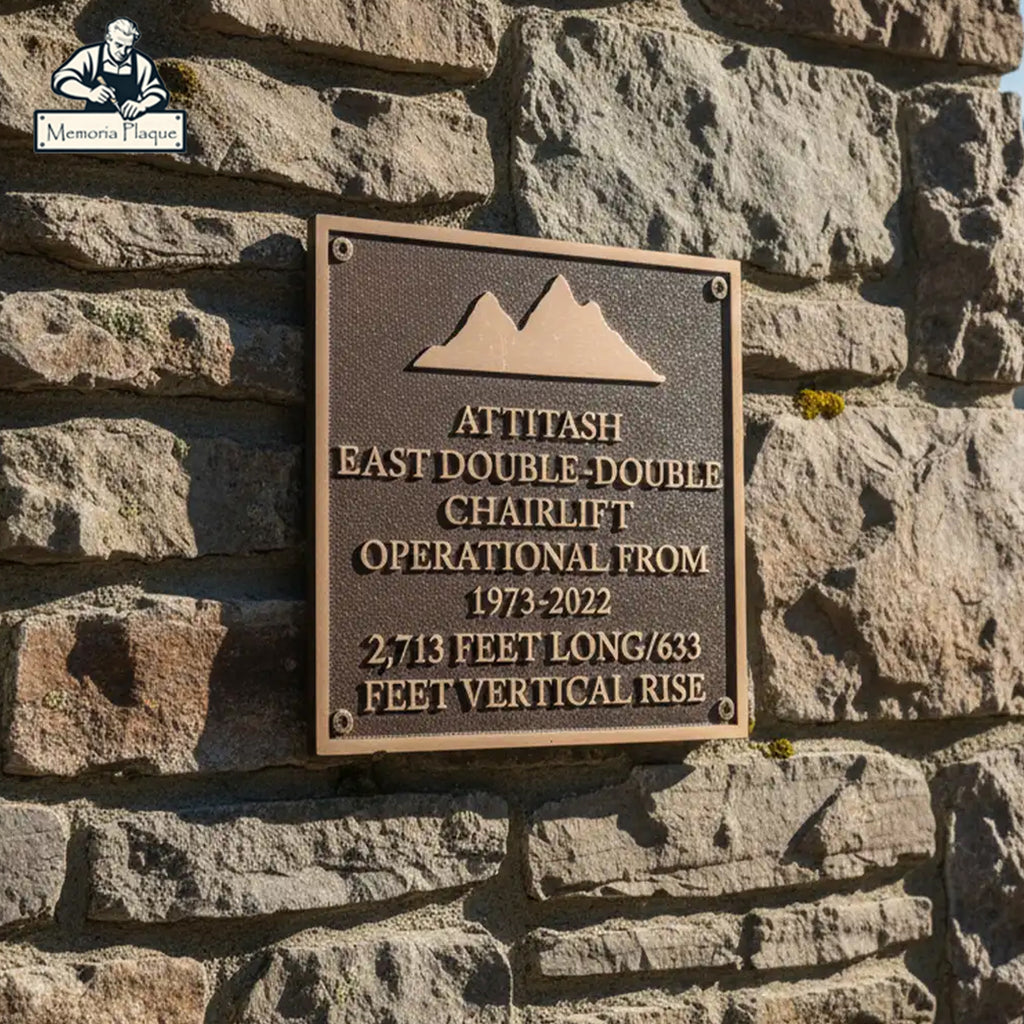 Memoria Plaque
ATTITASH
EAST DOUBLE-DOUBLE
CHAIRLIFT
OPERATIONAL FROM
1973-2022
2,713 FEET LONG/633
FEET VERTICAL RISE